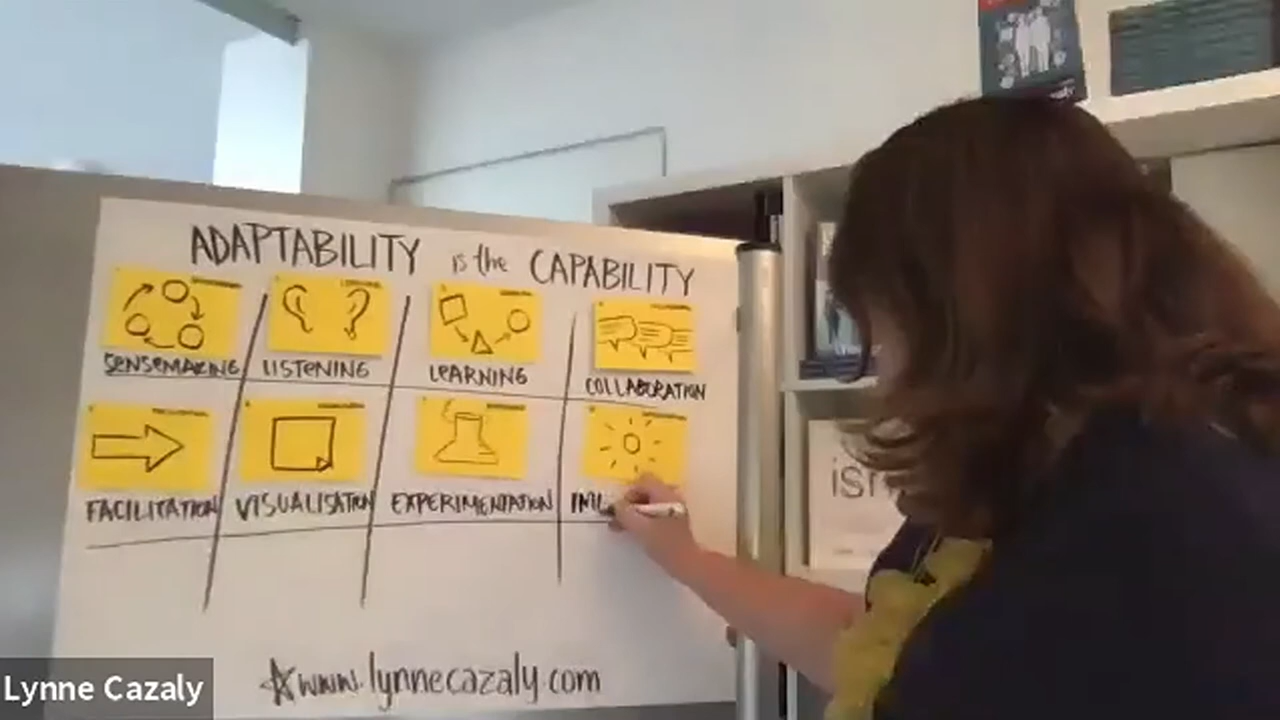 ADAPTABILITY is the CAPABILITY
SENSEMAKING LISTENING LEARNING COLLABORATION
FACILITATION VISUALISATION EXPERIMENTATION
☆www.lynnecazaly.com
Lynne Cazaly